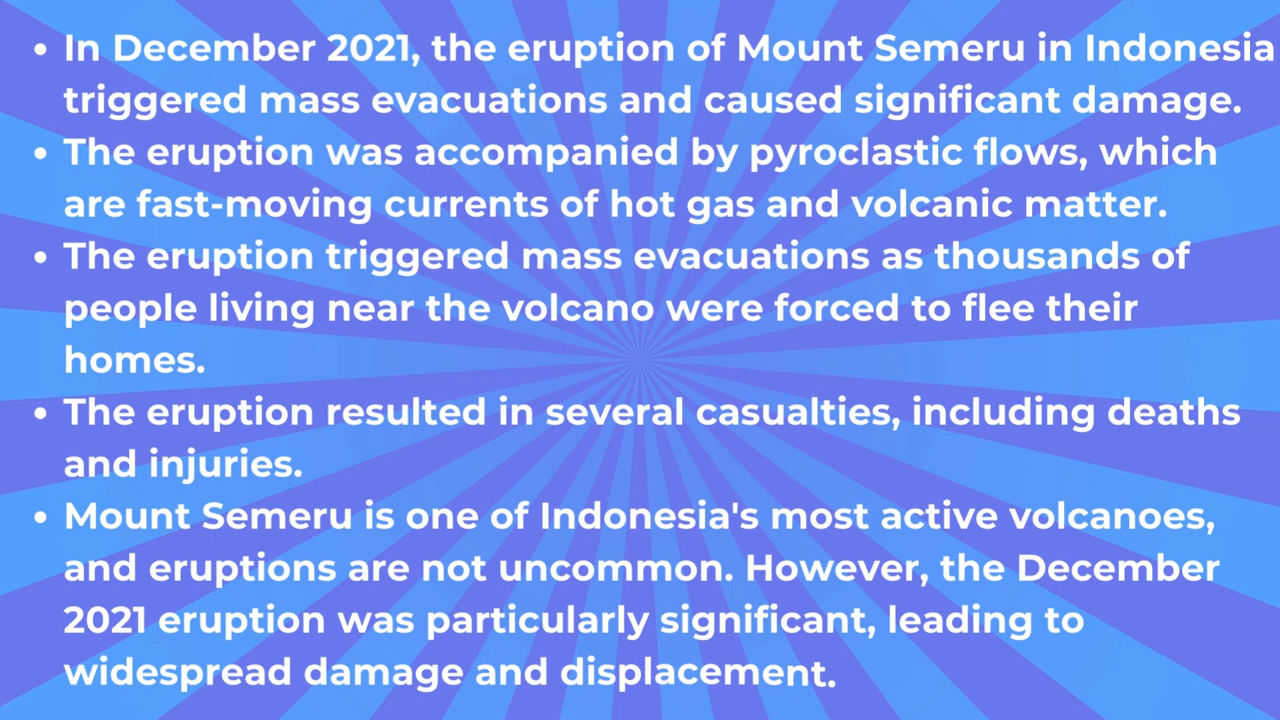 • In December 2021, the eruption of Mount Semeru in Indonesia
triggered mass evacuations and caused significant damage.
• The eruption was accompanied by pyroclastic flows, which
are fast-moving currents of hot gas and volcanic matter.
• The eruption triggered mass evacuations as thousands of
people living near the volcano were forced to flee their
homes.
• The eruption resulted in several casualties, including deaths
and injuries.
• Mount Semeru is one of Indonesia's most active volcanoes,
and eruptions are not uncommon. However, the December
2021 eruption was particularly significant, leading to
widespread damage and displacement.